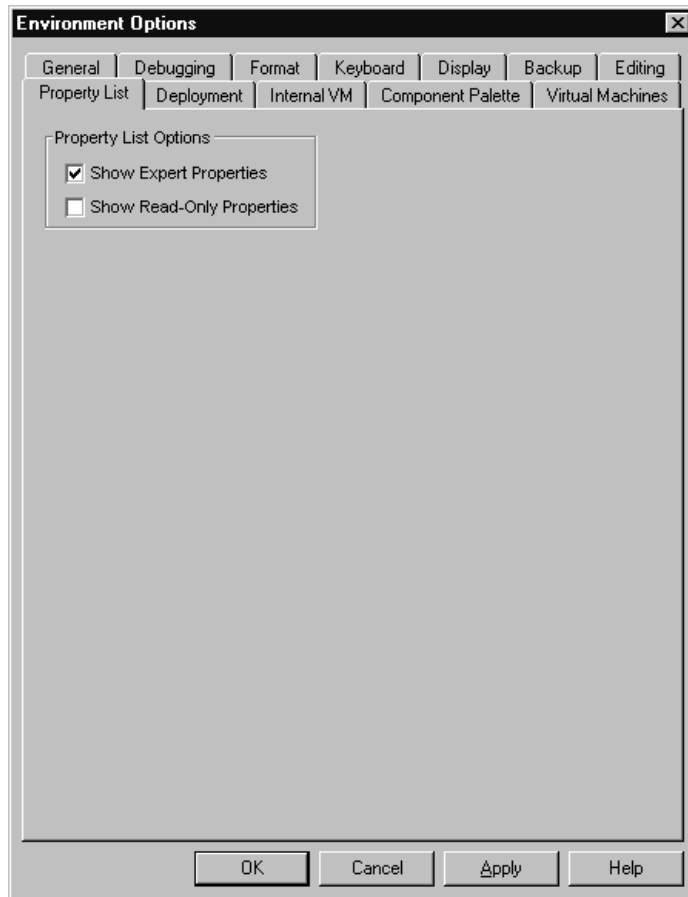 Environment Options
General Debugging Format Keyboard Display Backup Editing
Property List Deployment Internal VM Component Palette Virtual Machines
Property List Options
Show Expert Properties
Show Read-Only Properties
OK Cancel Apply Help